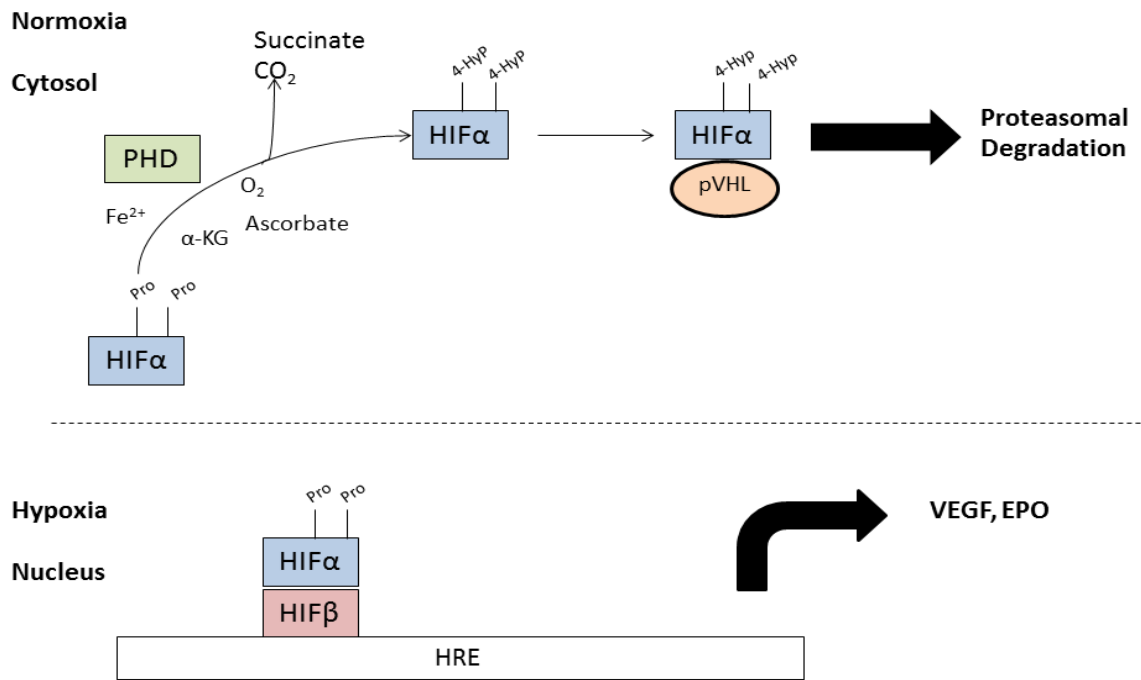 Normoxia
Cytosol
Succinate
CO₂
PHD
O₂
Fe²⁺
α-KG
Ascorbate
Pro Pro
HIFα
4-HyP 4-HyP
HIFα
4-Hyp 4-Hyp
HIFα
pVHL
Proteasomal
Degradation
Hypoxia
Nucleus
Pro Pro
HIFα
HIFβ
HRE
VEGF, EPO